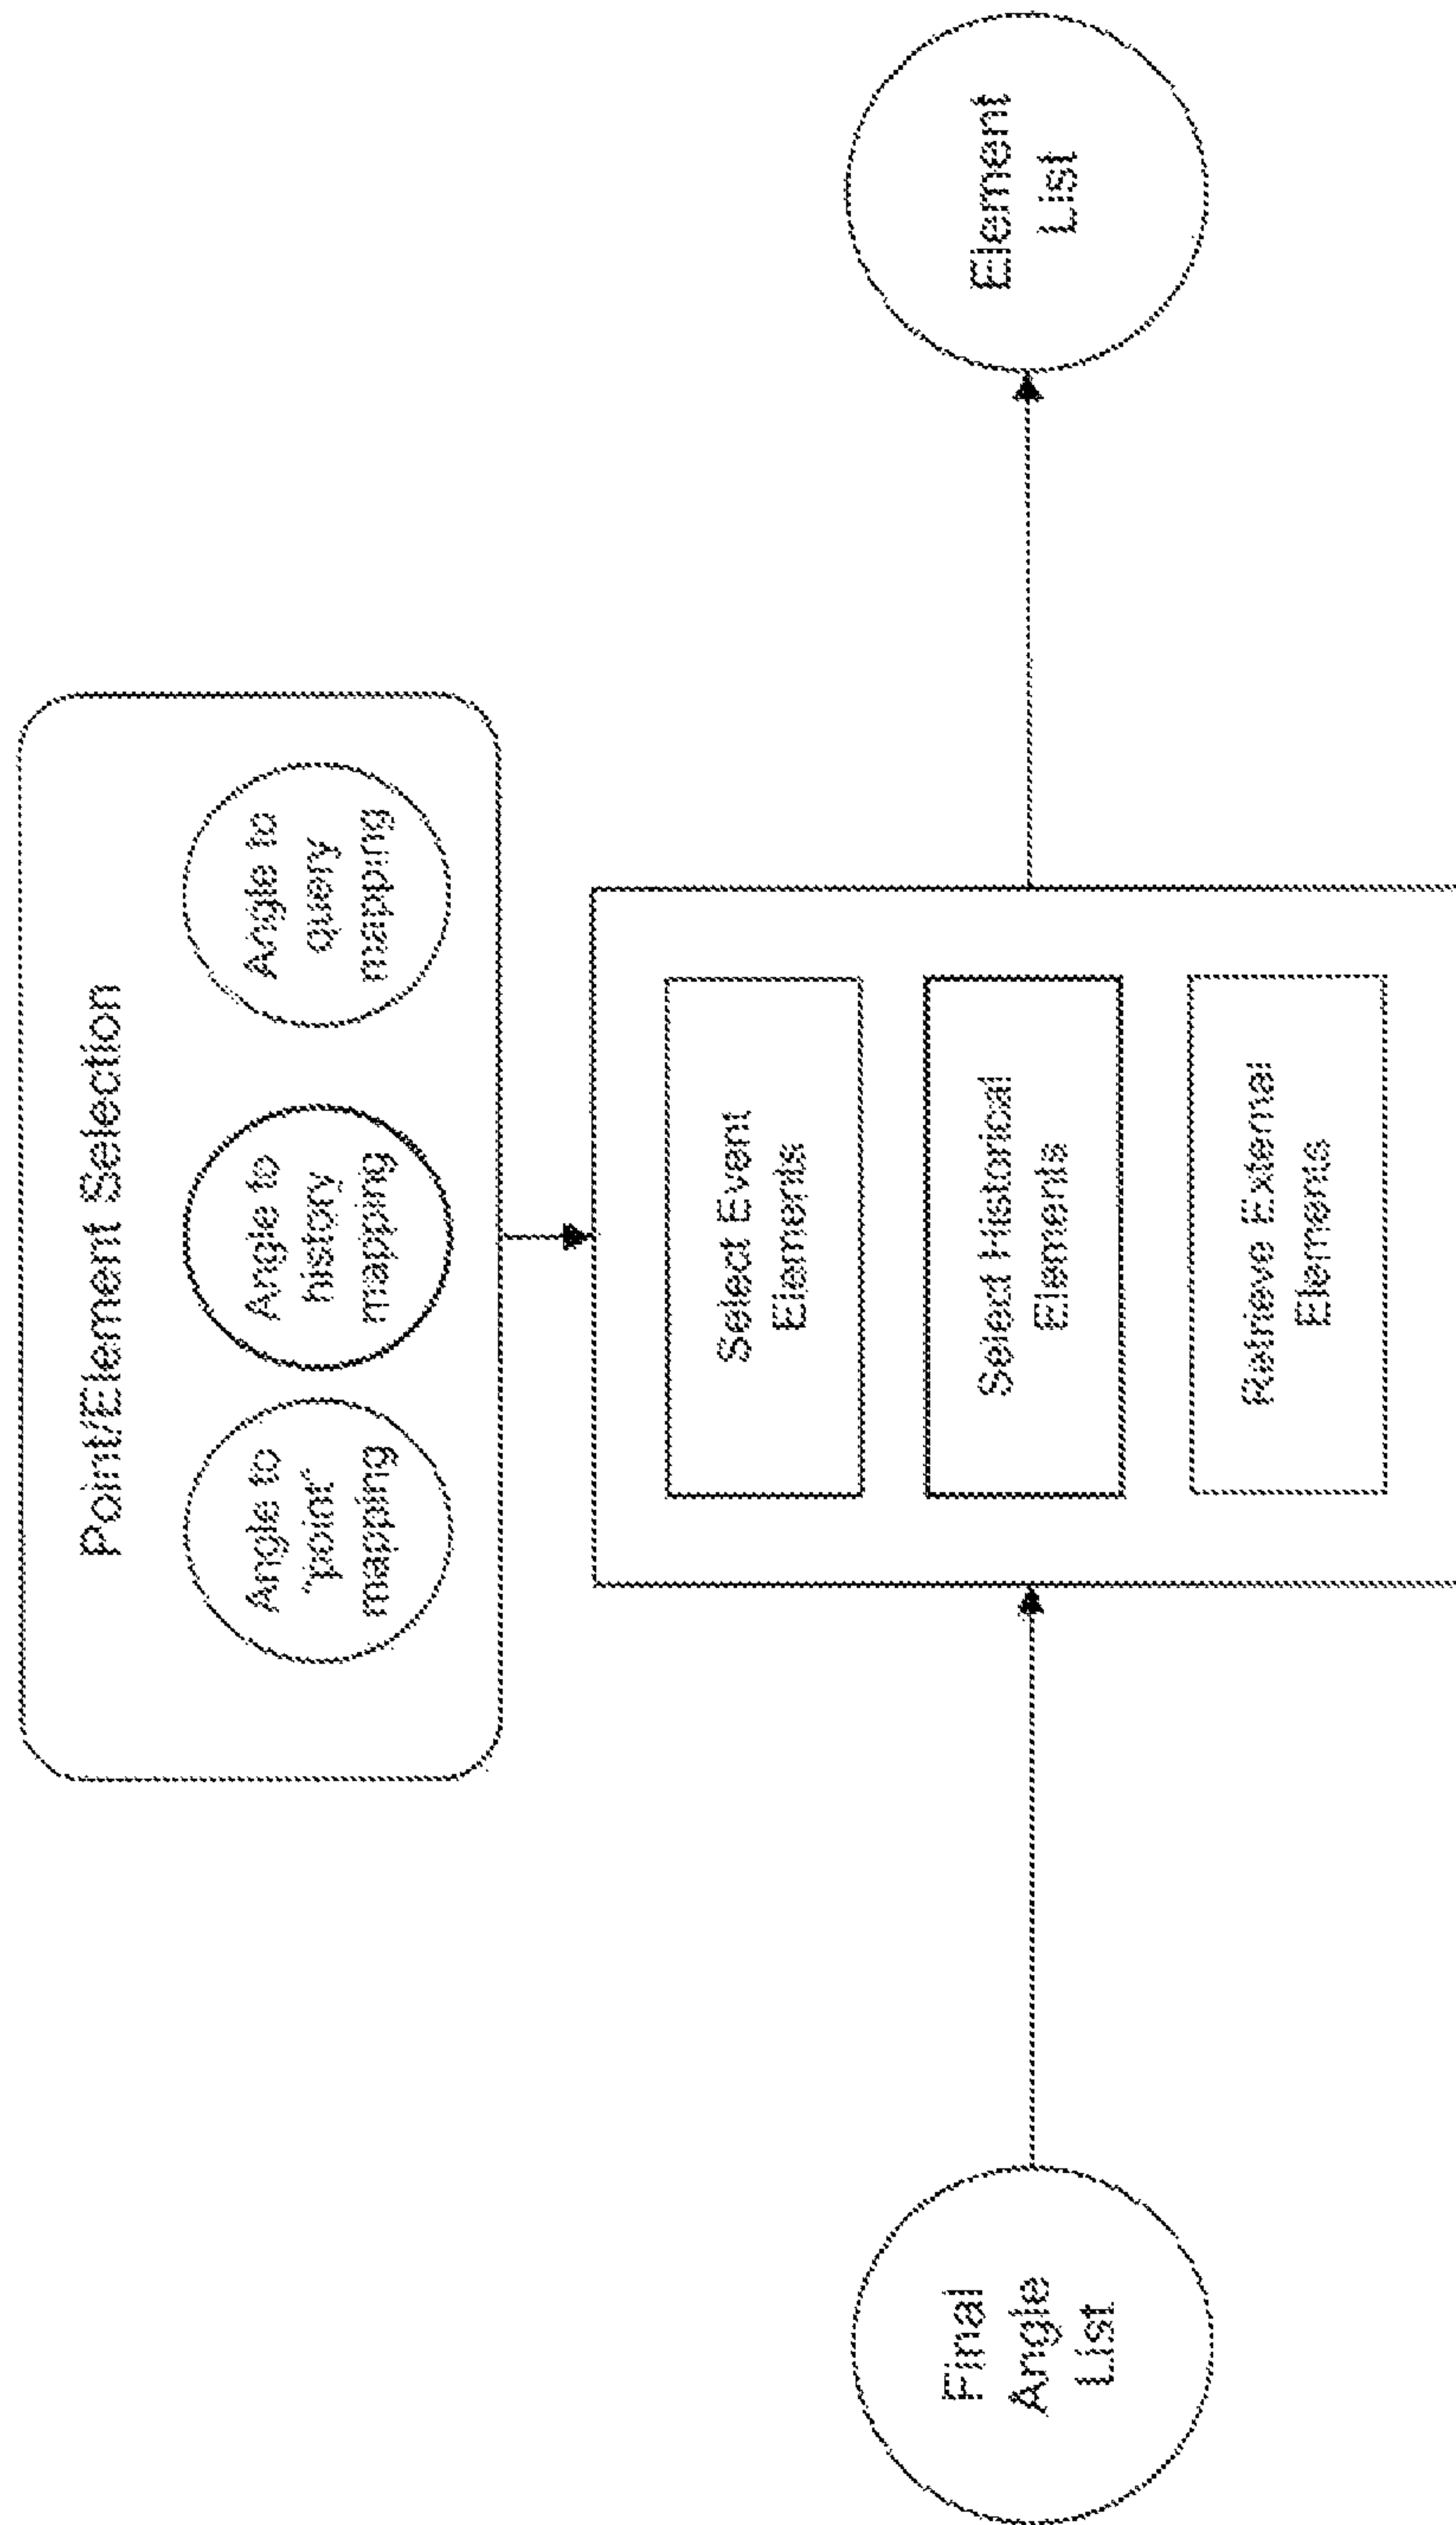 Point/Element Selection
Angle to
"point"
mapping
Angle to
history
mapping
Angle to
query
mapping
Select Event
Elements
Select Historical
Elements
Retrieve External
Elements
Final
Angle
List
Element
List